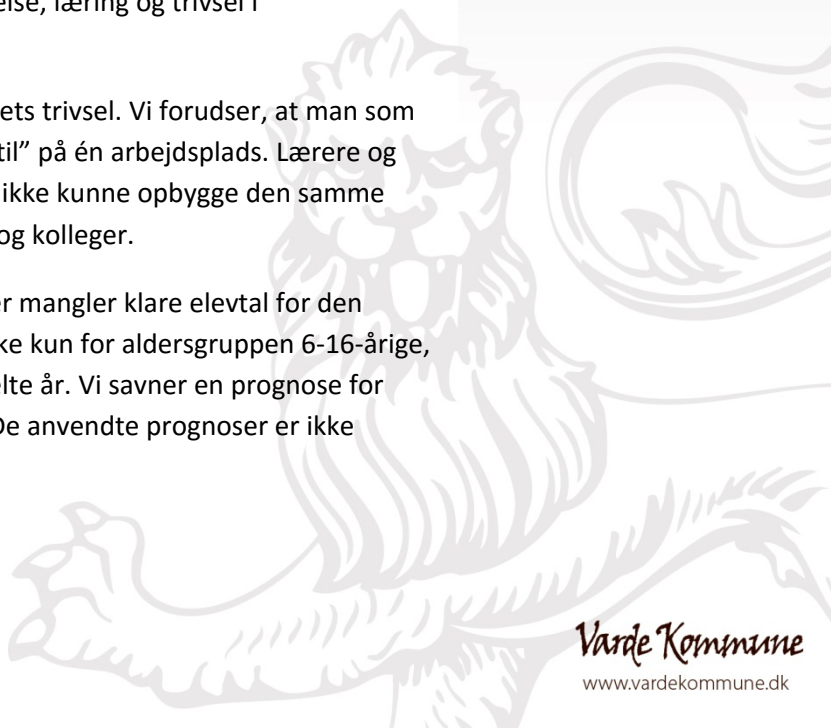 else, læring og trivsel i
ets trivsel. Vi forudser, at man som
til” på én arbejdsplads. Lærere og
ikke kunne opbygge den samme
og kolleger.
er mangler klare elevtal for den
ke kun for aldersgruppen 6-16-årige,
elte år. Vi savner en prognose for
De anvendte prognoser er ikke
Varde Kommune
www.vardekommune.dk